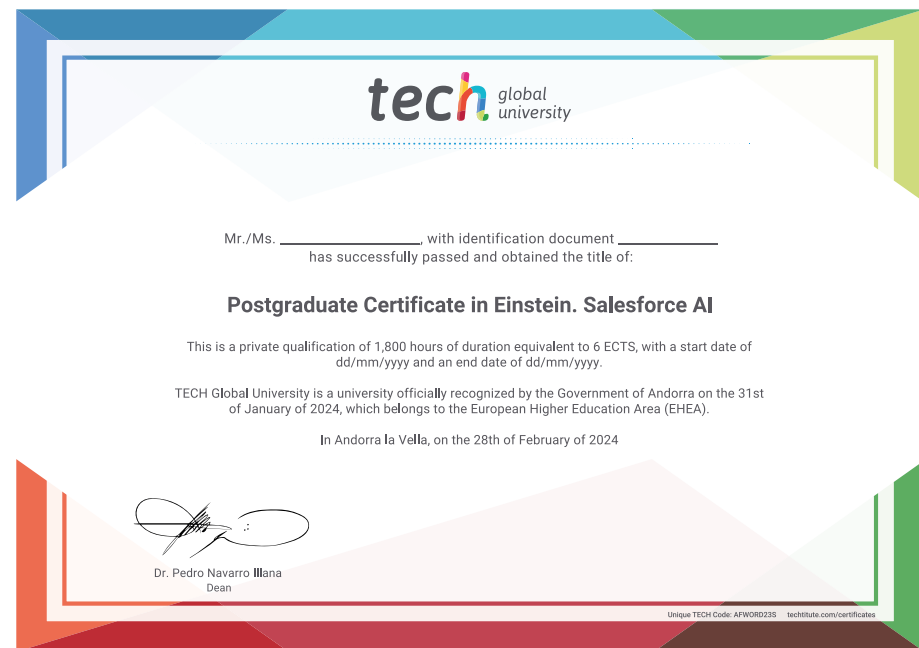 tech global university
Mr./Ms. ____________________, with identification document ______________
has successfully passed and obtained the title of:
Postgraduate Certificate in Einstein. Salesforce AI
This is a private qualification of 1,800 hours of duration equivalent to 6 ECTS, with a start date of
dd/mm/yyyy and an end date of dd/mm/yyyy.
TECH Global University is a university officially recognized by the Government of Andorra on the 31st
of January of 2024, which belongs to the European Higher Education Area (EHEA).
In Andorra la Vella, on the 28th of February of 2024
Dr. Pedro Navarro Illana
Dean
Unique TECH Code: AFWORD23S techtitute.com/certificates